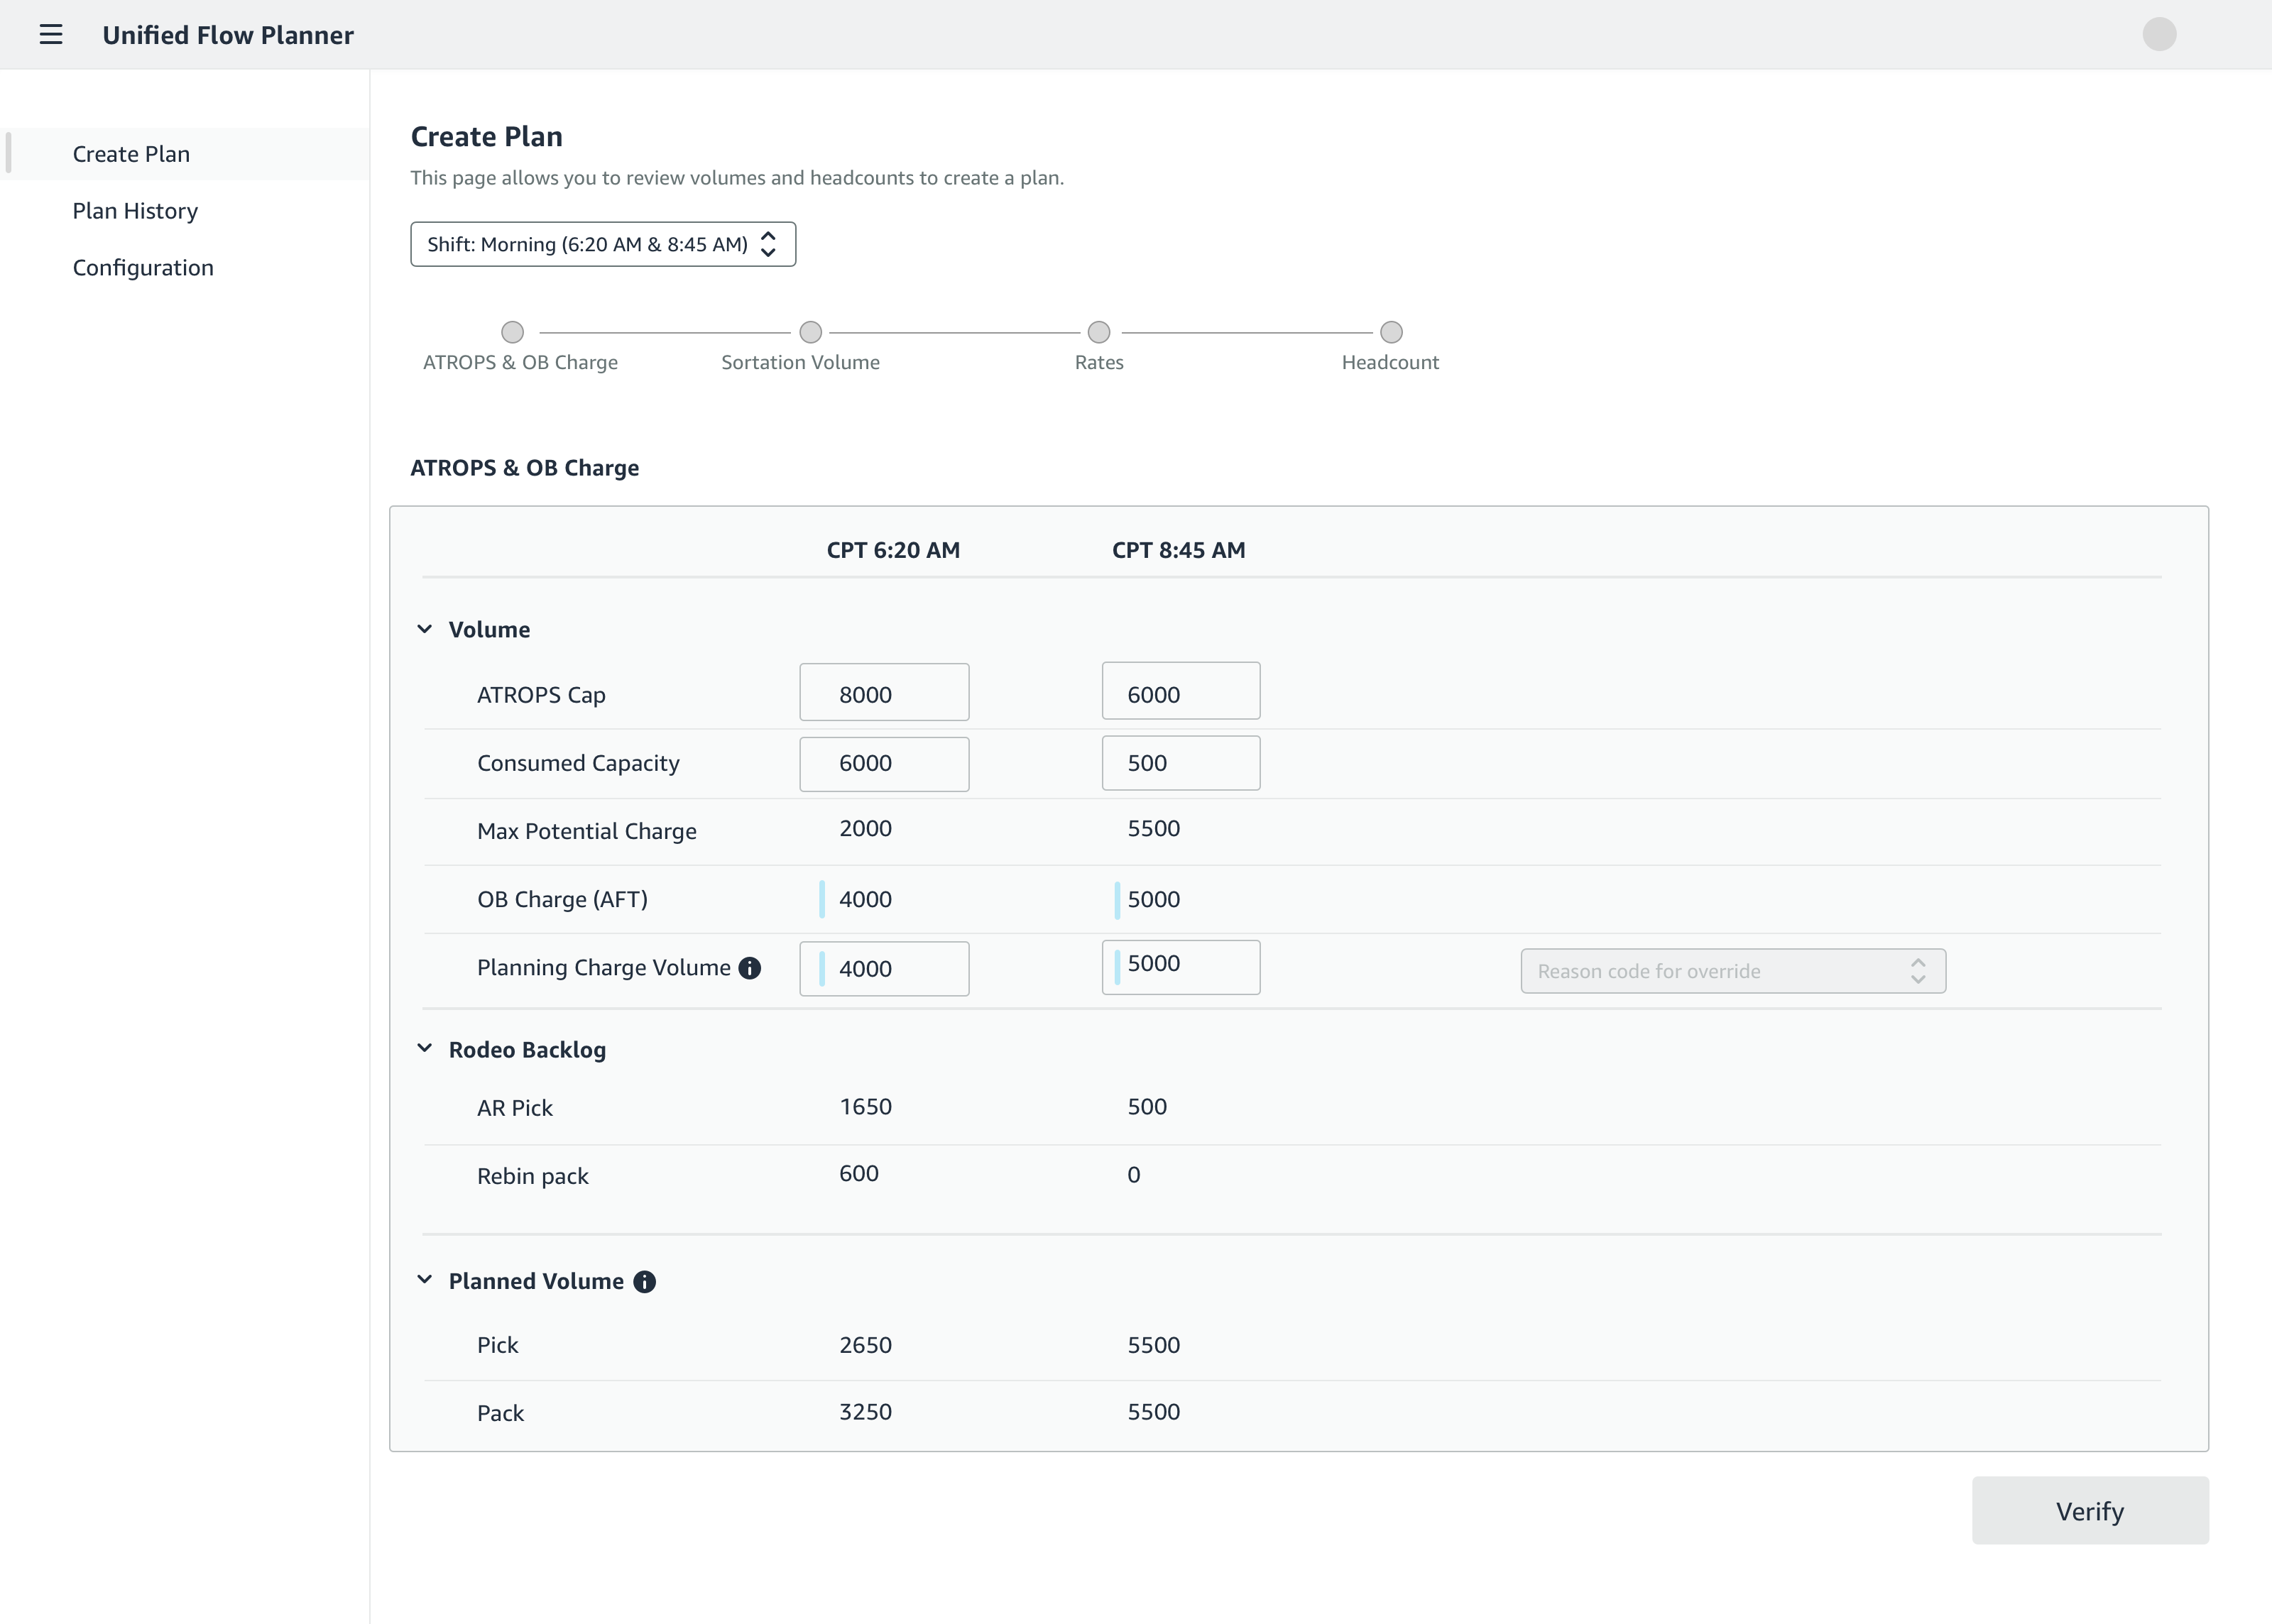 Unified Flow Planner
Create Plan
Plan History
Configuration
Create Plan
This page allows you to review volumes and headcounts to create a plan.
Shift: Morning (6:20 AM & 8:45 AM)
ATROPS & OB Charge Sortation Volume Rates Headcount
ATROPS & OB Charge
CPT 6:20 AM CPT 8:45 AM
Volume
ATROPS Cap 8000 6000
Consumed Capacity 6000 500
Max Potential Charge 2000 5500
OB Charge (AFT) 4000 5000
Planning Charge Volume 4000 5000 Reason code for override
Rodeo Backlog
AR Pick 1650 500
Rebin pack 600 0
Planned Volume
Pick 2650 5500
Pack 3250 5500
Verify